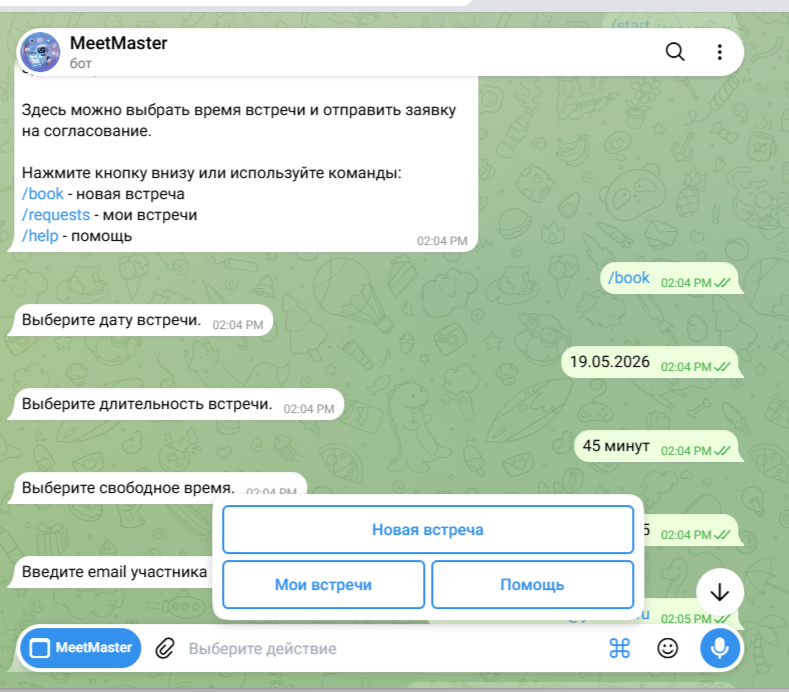 /start
MeetMaster
бот
Здесь можно выбрать время встречи и отправить заявку
на согласование.
Нажмите кнопку внизу или используйте команды:
/book - новая встреча
/requests - мои встречи
/help - помощь
02:04 PM
/book 02:04 PM
Выберите дату встречи. 02:04 PM
19.05.2026 02:04 PM
Выберите длительность встречи. 02:04 PM
45 минут 02:04 PM
Выберите свободное время. 02:04 PM
Новая встреча
5 02:04 PM
Введите email участника
Мои встречи
Помощь
02:05 PM
MeetMaster
Выберите действие